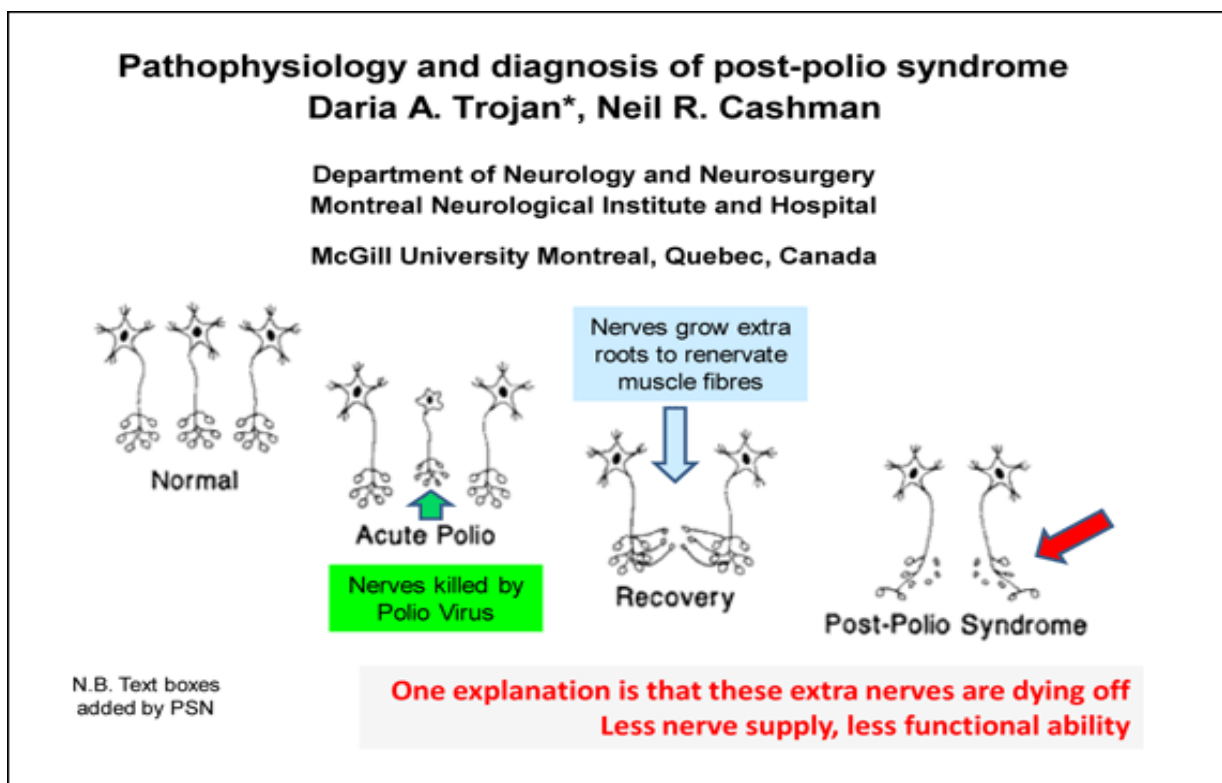 Pathophysiology and diagnosis of post-polio syndrome
Daria A. Trojan*, Neil R. Cashman
Department of Neurology and Neurosurgery
Montreal Neurological Institute and Hospital
McGill University Montreal, Quebec, Canada
Normal
Acute Polio
Nerves killed by
Polio Virus
Nerves grow extra
roots to renervate
muscle fibres
Recovery
Post-Polio Syndrome
N.B. Text boxes
added by PSN
One explanation is that these extra nerves are dying off
Less nerve supply, less functional ability